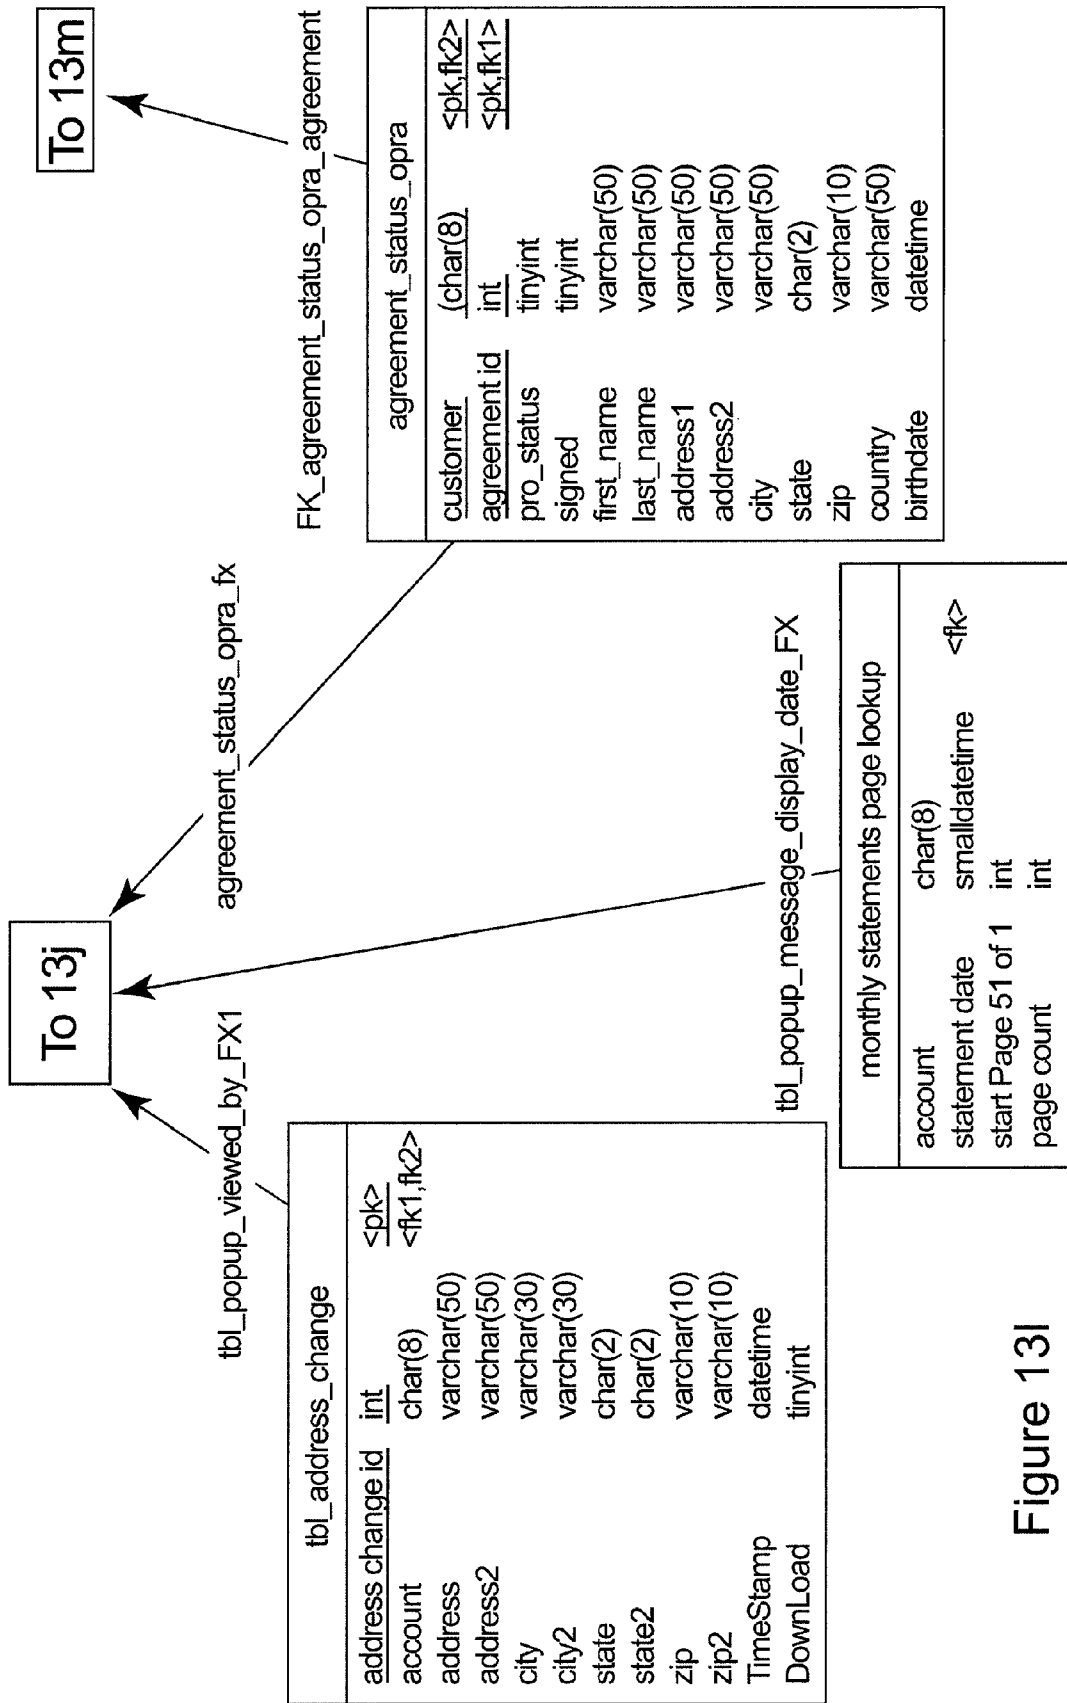 To 13j
To 13m
tbl_popup_viewed_by_FX1
agreement_status_opra_fx
FK_agreement_status_opra_agreement
tbl_address_change
address change id int <pk>
account char(8) <fk1,fk2>
address varchar(50)
address2 varchar(50)
city varchar(30)
city2 varchar(30)
state char(2)
state2 char(2)
zip varchar(10)
zip2 varchar(10)
TimeStamp datetime
DownLoad tinyint
agreement_status_opra
customer (char(8) <pk,fk2>
agreement id int <pk,fk1>
pro_status tinyint
signed tinyint
first_name varchar(50)
last_name varchar(50)
address1 varchar(50)
address2 varchar(50)
city varchar(50)
state char(2)
zip varchar(10)
country varchar(50)
birthdate datetime
tbl_popup_message_display_date_FX
monthly statements page lookup
account char(8)
statement date smalldatetime <fk>
start Page 51 of 1 int
page count int
Figure 13l